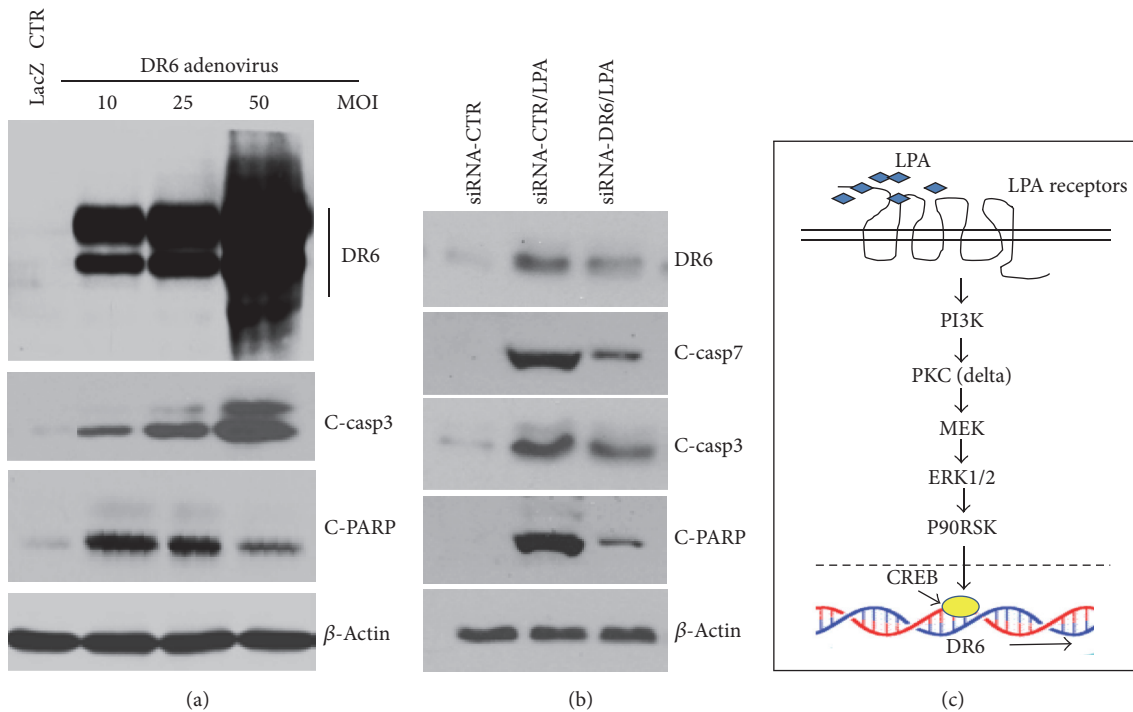 LacZ CTR
DR6 adenovirus
10 25 50 MOI
DR6
C-casp3
C-PARP
β-Actin
(a)
siRNA-CTR
siRNA-CTR/LPA
siRNA-DR6/LPA
DR6
C-casp7
C-casp3
C-PARP
β-Actin
(b)
LPA
LPA receptors
PI3K
PKC (delta)
MEK
ERK1/2
P90RSK
CREB
DR6
(c)